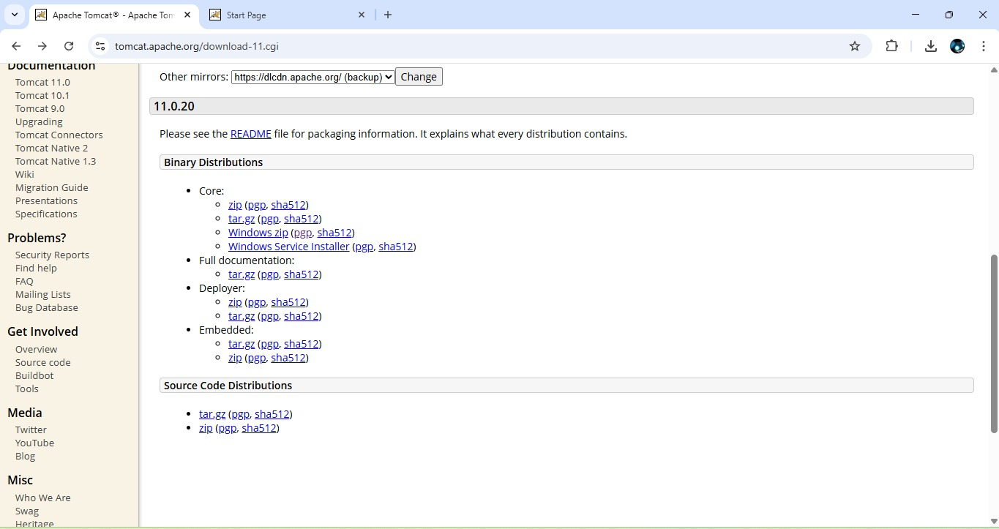 Apache Tomcat® - Apache Tom
Start Page
tomcat.apache.org/download-11.cgi
Documentation
Tomcat 11.0
Tomcat 10.1
Tomcat 9.0
Upgrading
Tomcat Connectors
Tomcat Native 2
Tomcat Native 1.3
Wiki
Migration Guide
Presentations
Specifications
Problems?
Security Reports
Find help
FAQ
Mailing Lists
Bug Database
Get Involved
Overview
Source code
Buildbot
Tools
Media
Twitter
YouTube
Blog
Misc
Who We Are
Swag
Heritage
Other mirrors: https://dlcdn.apache.org/ (backup) Change
11.0.20
Please see the README file for packaging information. It explains what every distribution contains.
Binary Distributions
Core:
zip (pgp, sha512)
tar.gz (pgp, sha512)
Windows zip (pgp, sha512)
Windows Service Installer (pgp, sha512)
Full documentation:
tar.gz (pgp, sha512)
Deployer:
zip (pgp, sha512)
tar.gz (pgp, sha512)
Embedded:
tar.gz (pgp, sha512)
zip (pgp, sha512)
Source Code Distributions
tar.gz (pgp, sha512)
zip (pgp, sha512)